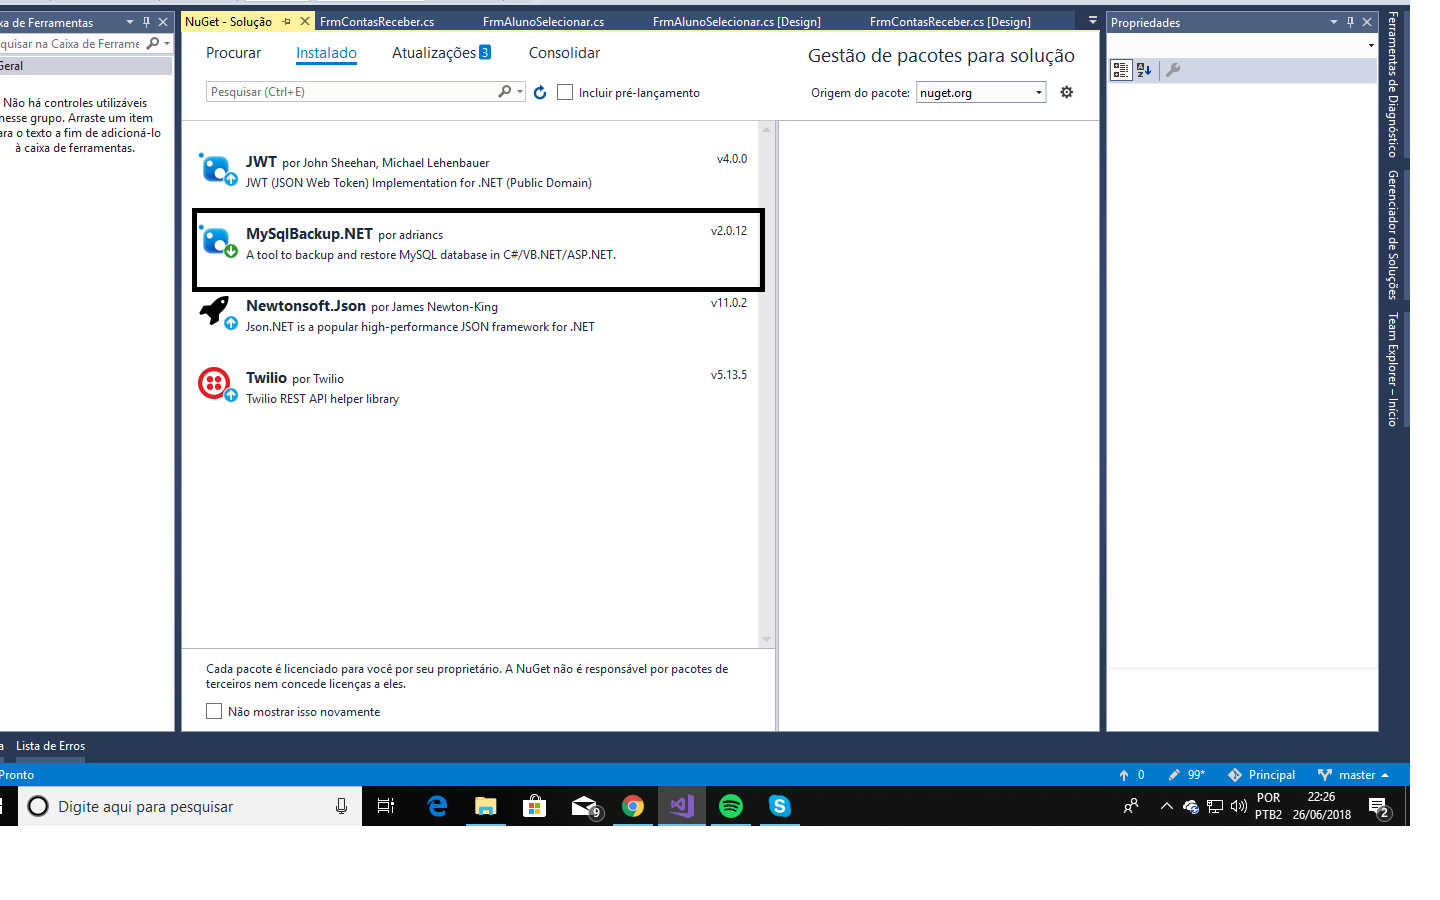 xa de Ferramentas
quisar na Caixa de Ferrame
Geral
Não há controles utilizáveis
nesse grupo. Arraste um item
ara o texto a fim de adicioná-lo
à caixa de ferramentas.
NuGet - Solução
FrmContasReceber.cs
FrmAlunoSelecionar.cs
FrmAlunoSelecionar.cs [Design]
FrmContasReceber.cs [Design]
Procurar
Instalado
Atualizações 3
Consolidar
Gestão de pacotes para solução
Pesquisar (Ctrl+E)
Incluir pré-lançamento
Origem do pacote: nuget.org
JWT por John Sheehan, Michael Lehenbauer
v4.0.0
JWT (JSON Web Token) Implementation for .NET (Public Domain)
MySqlBackup.NET por adriancs
v2.0.12
A tool to backup and restore MySQL database in C#/VB.NET/ASP.NET.
Newtonsoft.Json por James Newton-King
v11.0.2
Json.NET is a popular high-performance JSON framework for .NET
Twilio por Twilio
v5.13.5
Twilio REST API helper library
Cada pacote é licenciado para você por seu proprietário. A NuGet não é responsável por pacotes de
terceiros nem concede licenças a eles.
Não mostrar isso novamente
Propriedades
Ferramentas de Diagnóstico
Gerenciador de Soluções
Team Explorer – Início
a
Lista de Erros
Pronto
0
99*
Principal
master
Digite aqui para pesquisar
9
POR
PTB2
22:26
26/06/2018
2